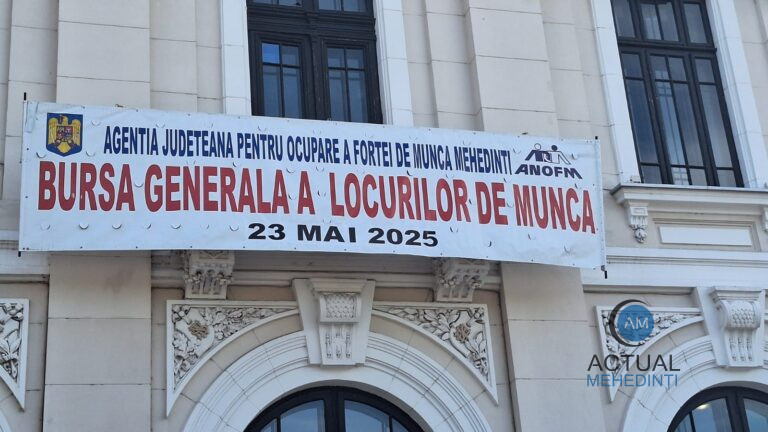 AGENTIA JUDETEANA PENTRU OCUPARE A FORTEI DE MUNCA MEHEDINTI
ANOFM
BURSA GENERALA A LOCURILOR DE MUNCA
23 MAI 2025
AM
ACTUAL
MEHEDINTI